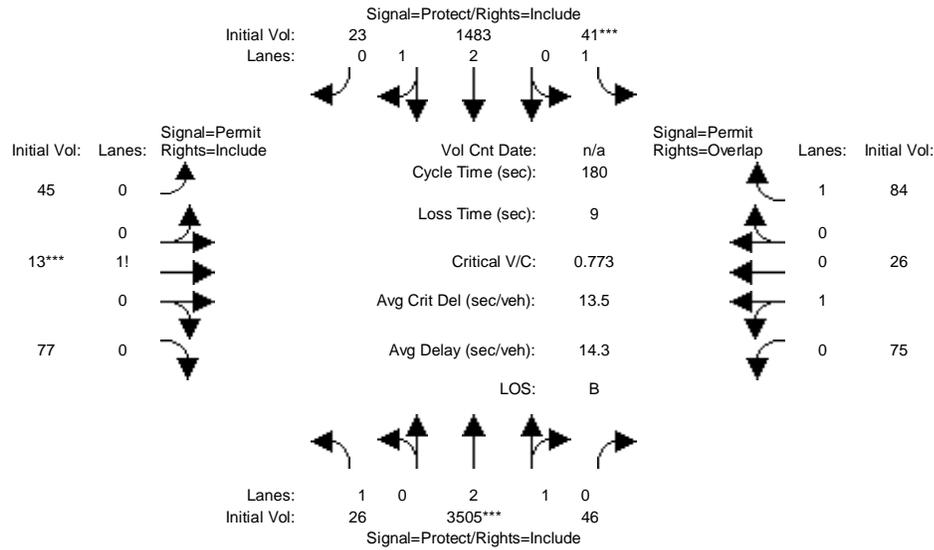 Signal=Protect/Rights=Include
Initial Vol: 23 1483 41***
Lanes: 0 1 2 0 1
Signal=Permit
Initial Vol: Lanes: Rights=Include
Vol Cnt Date: n/a
Signal=Permit
Rights=Overlap Lanes: Initial Vol:
Cycle Time (sec): 180
45 0
1 84
Loss Time (sec): 9
0
0
13*** 1!
Critical V/C: 0.773
0 26
0
Avg Crit Del (sec/veh): 13.5
1
77 0
Avg Delay (sec/veh): 14.3
0 75
LOS: B
Lanes: 1 0 2 1 0
Initial Vol: 26 3505*** 46
Signal=Protect/Rights=Include